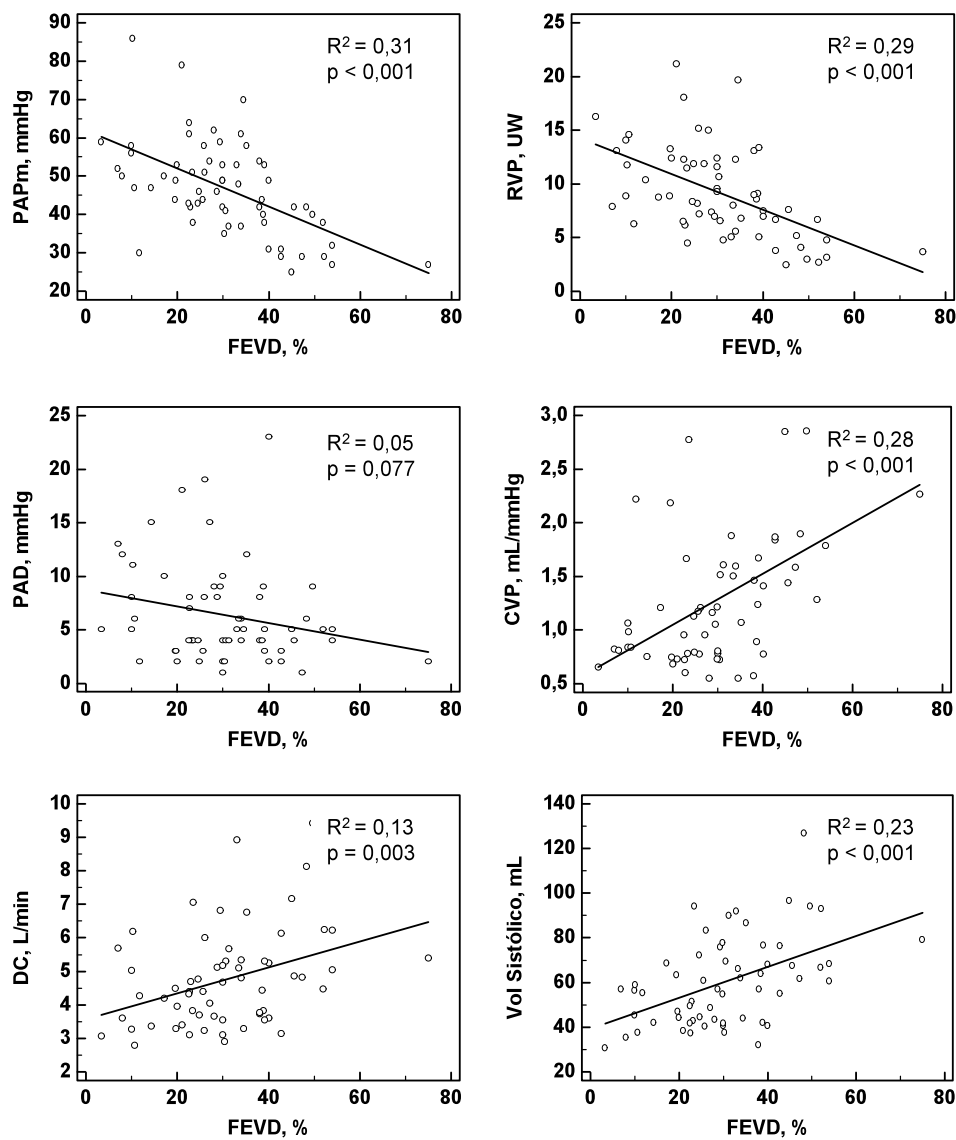 90
80
70
60
50
40
30
20
PAPm, mmHg
R² = 0,31
p < 0,001
0 20 40 60 80
FEVD, %
25
20
15
10
5
0
RVP, UW
R² = 0,29
p < 0,001
0 20 40 60 80
FEVD, %
25
20
15
10
5
0
PAD, mmHg
R² = 0,05
p = 0,077
0 20 40 60 80
FEVD, %
3,0
2,5
2,0
1,5
1,0
0,5
CVP, mL/mmHg
R² = 0,28
p < 0,001
0 20 40 60 80
FEVD, %
10
9
8
7
6
5
4
3
2
DC, L/min
R² = 0,13
p = 0,003
0 20 40 60 80
FEVD, %
140
120
100
80
60
40
20
Vol Sistólico, mL
R² = 0,23
p < 0,001
0 20 40 60 80
FEVD, %